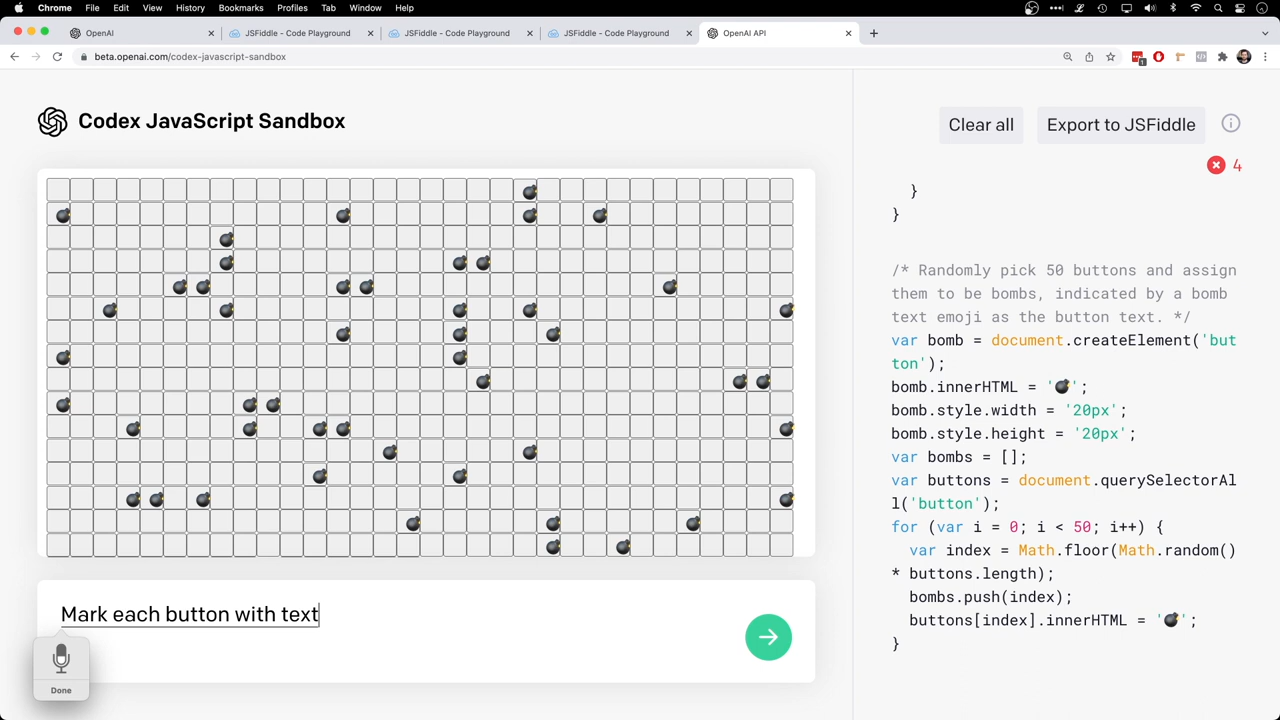 Chrome File Edit View History Bookmarks Profiles Tab Window Help
OpenAI
JSFiddle - Code Playground
JSFiddle - Code Playground
JSFiddle - Code Playground
OpenAI API
beta.openai.com/codex-javascript-sandbox
Codex JavaScript Sandbox
Clear all
Export to JSFiddle
4
}
}
/* Randomly pick 50 buttons and assign
them to be bombs, indicated by a bomb
text emoji as the button text. */
var bomb = document.createElement('but
ton');
bomb.innerHTML = '💣';
bomb.style.width = '20px';
bomb.style.height = '20px';
var bombs = [];
var buttons = document.querySelectorAl
l('button');
for (var i = 0; i < 50; i++) {
var index = Math.floor(Math.random()
* buttons.length);
bombs.push(index);
buttons[index].innerHTML = '💣';
}
Mark each button with text
Done